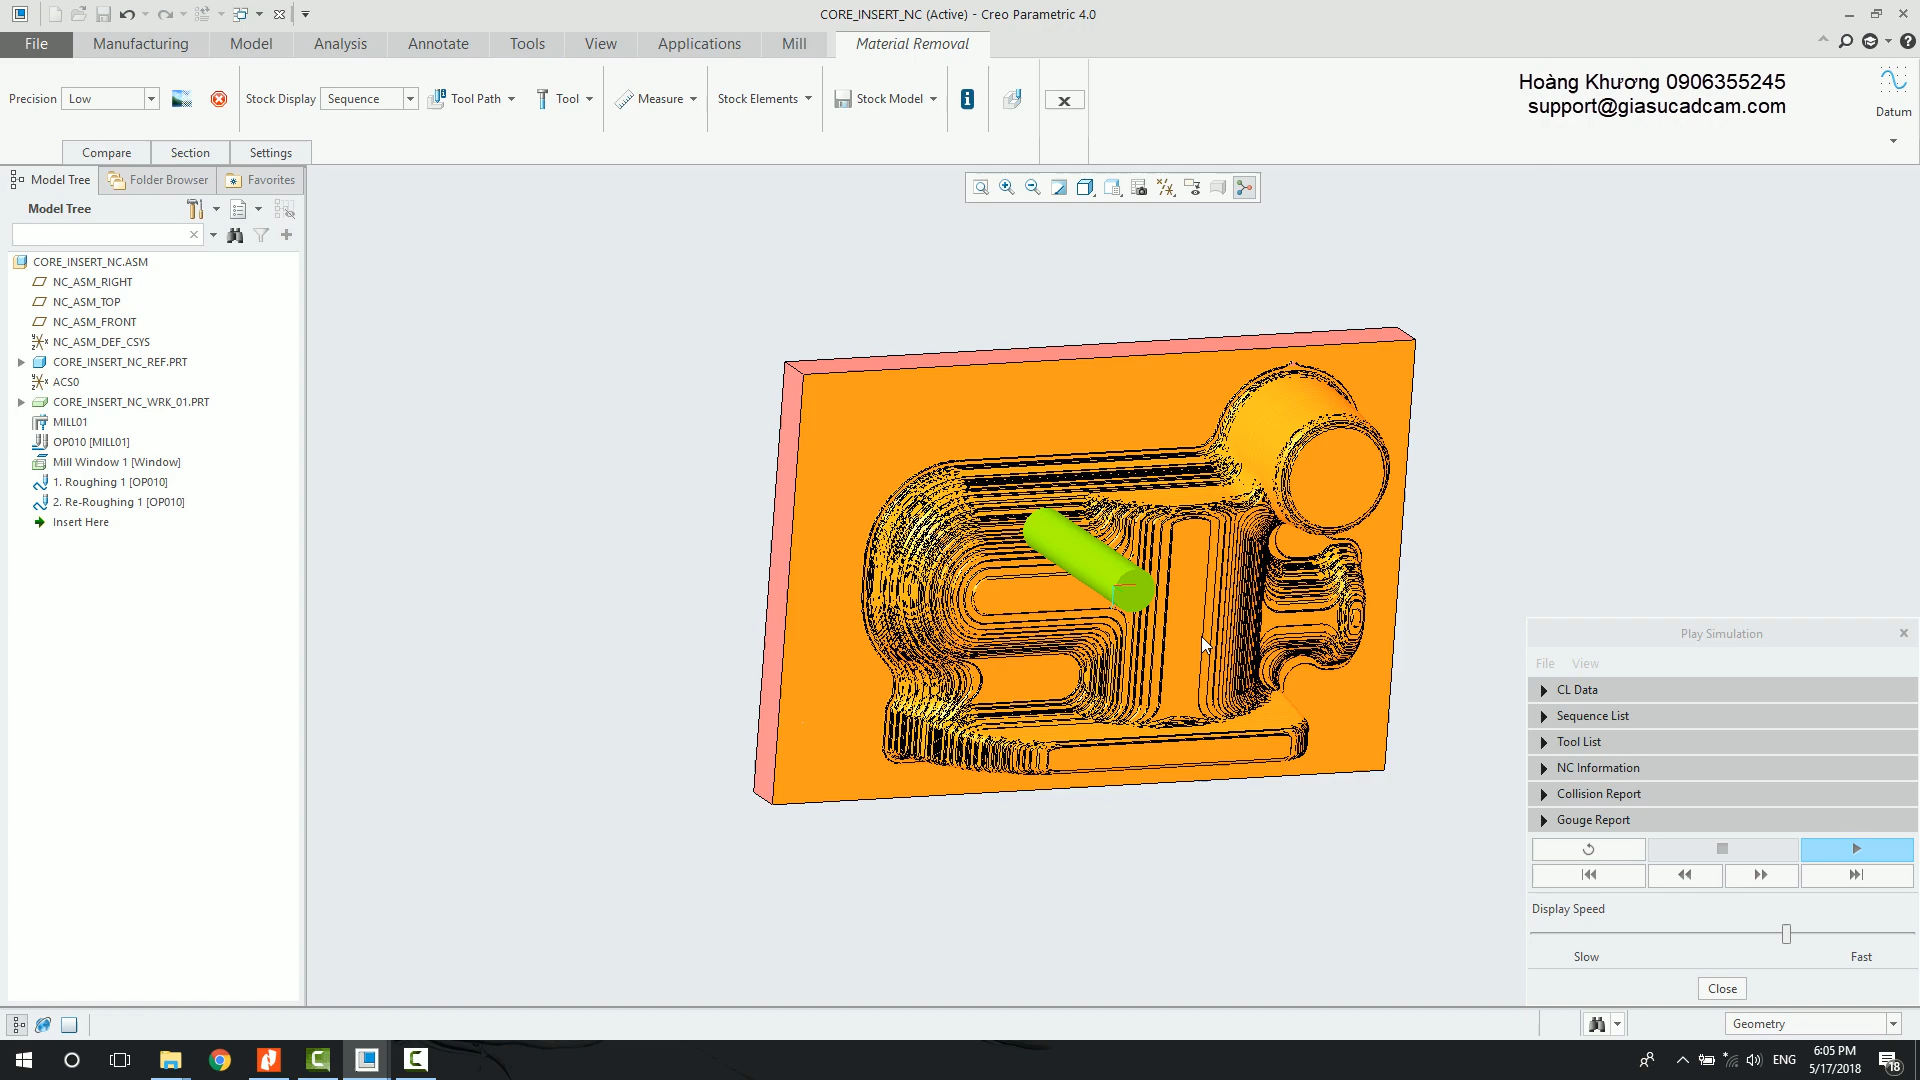 CORE_INSERT_NC (Active) - Creo Parametric 4.0
File Manufacturing Model Analysis Annotate Tools View Applications Mill Material Removal
Precision Low Stock Display Sequence Tool Path Tool Measure Stock Elements Stock Model
Hoàng Khương 0906355245
support@giasucadcam.com
Datum
Compare Section Settings
Model Tree Folder Browser Favorites
Model Tree
CORE_INSERT_NC.ASM
NC_ASM_RIGHT
NC_ASM_TOP
NC_ASM_FRONT
NC_ASM_DEF_CSYS
CORE_INSERT_NC_REF.PRT
ACS0
CORE_INSERT_NC_WRK_01.PRT
MILL01
OP010 [MILL01]
Mill Window 1 [Window]
1. Roughing 1 [OP010]
2. Re-Roughing 1 [OP010]
Insert Here
Play Simulation
File View
CL Data
Sequence List
Tool List
NC Information
Collision Report
Gouge Report
Display Speed
Slow Fast
Close
Geometry
ENG
6:05 PM
5/17/2018
18